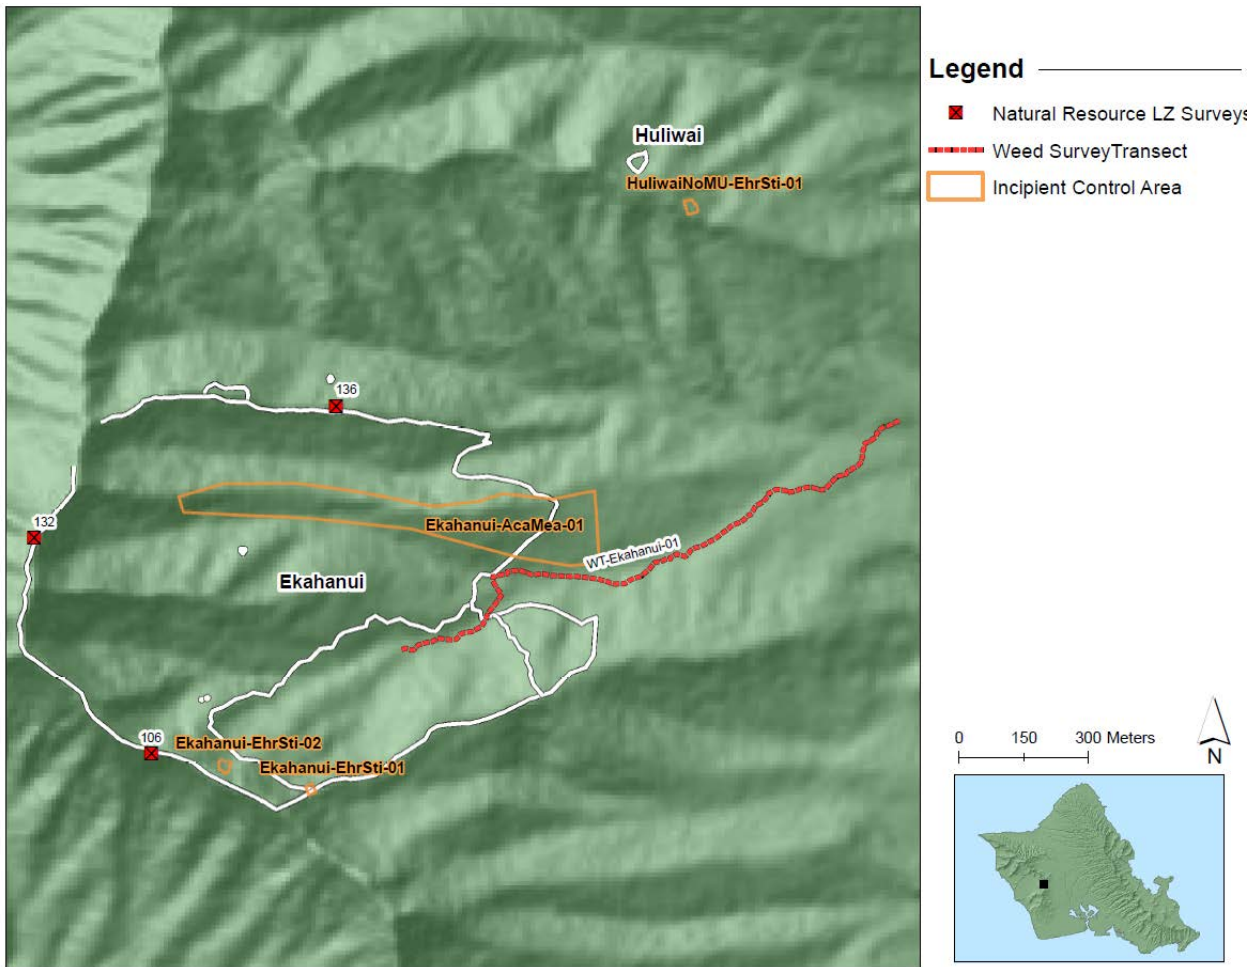 Legend
Natural Resource LZ Surveys
Weed SurveyTransect
Incipient Control Area
Huliwai
HuliwaiNoMU-EhrSti-01
136
132
Ekahanui-AcaMea-01
WT-Ekahanui-01
Ekahanui
106
Ekahanui-EhrSti-02
Ekahanui-EhrSti-01
0 150 300 Meters
N